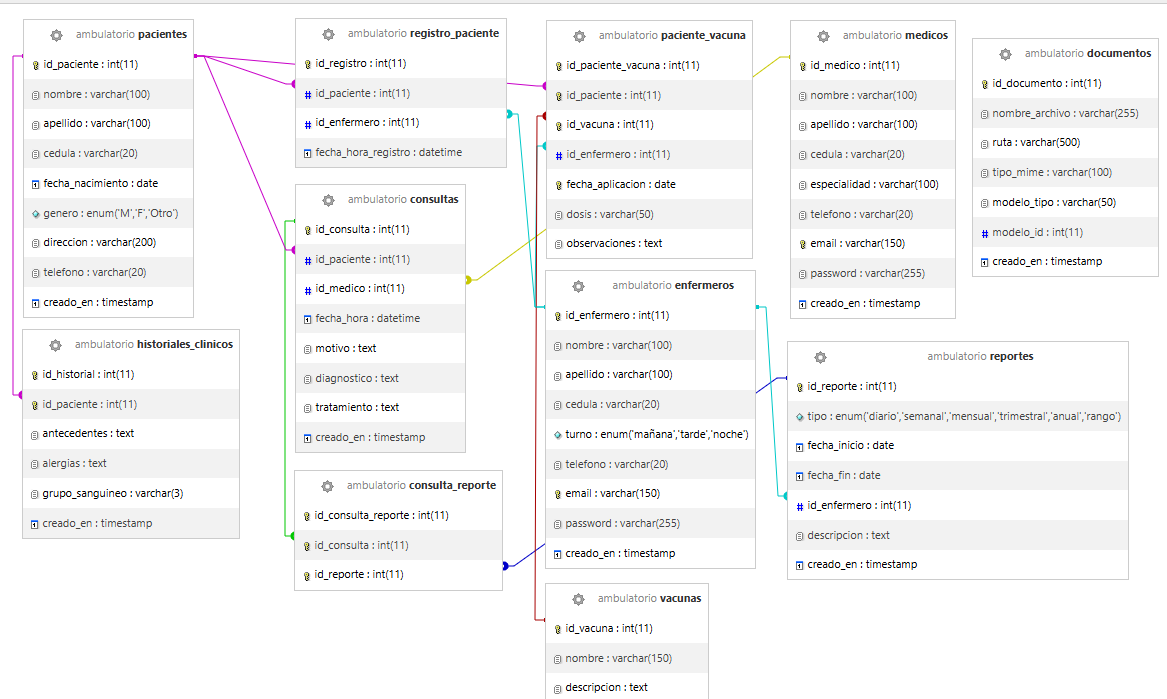 ambulatorio pacientes
id_paciente : int(11)
nombre : varchar(100)
apellido : varchar(100)
cedula : varchar(20)
fecha_nacimiento : date
genero : enum('M','F','Otro')
direccion : varchar(200)
telefono : varchar(20)
creado_en : timestamp
ambulatorio historiales_clinicos
id_historial : int(11)
id_paciente : int(11)
antecedentes : text
alergias : text
grupo_sanguineo : varchar(3)
creado_en : timestamp
ambulatorio registro_paciente
id_registro : int(11)
# id_paciente : int(11)
# id_enfermero : int(11)
fecha_hora_registro : datetime
ambulatorio consultas
id_consulta : int(11)
# id_paciente : int(11)
# id_medico : int(11)
fecha_hora : datetime
motivo : text
diagnostico : text
tratamiento : text
creado_en : timestamp
ambulatorio consulta_reporte
id_consulta_reporte : int(11)
id_consulta : int(11)
id_reporte : int(11)
ambulatorio paciente_vacuna
id_paciente_vacuna : int(11)
id_paciente : int(11)
id_vacuna : int(11)
# id_enfermero : int(11)
fecha_aplicacion : date
dosis : varchar(50)
observaciones : text
ambulatorio enfermeros
id_enfermero : int(11)
nombre : varchar(100)
apellido : varchar(100)
cedula : varchar(20)
turno : enum('mañana','tarde','noche')
telefono : varchar(20)
email : varchar(150)
password : varchar(255)
creado_en : timestamp
ambulatorio vacunas
id_vacuna : int(11)
nombre : varchar(150)
descripcion : text
ambulatorio medicos
id_medico : int(11)
nombre : varchar(100)
apellido : varchar(100)
cedula : varchar(20)
especialidad : varchar(100)
telefono : varchar(20)
email : varchar(150)
password : varchar(255)
creado_en : timestamp
ambulatorio reportes
id_reporte : int(11)
tipo : enum('diario','semanal','mensual','trimestral','anual','rango')
fecha_inicio : date
fecha_fin : date
# id_enfermero : int(11)
descripcion : text
creado_en : timestamp
ambulatorio documentos
id_documento : int(11)
nombre_archivo : varchar(255)
ruta : varchar(500)
tipo_mime : varchar(100)
modelo_tipo : varchar(50)
# modelo_id : int(11)
creado_en : timestamp